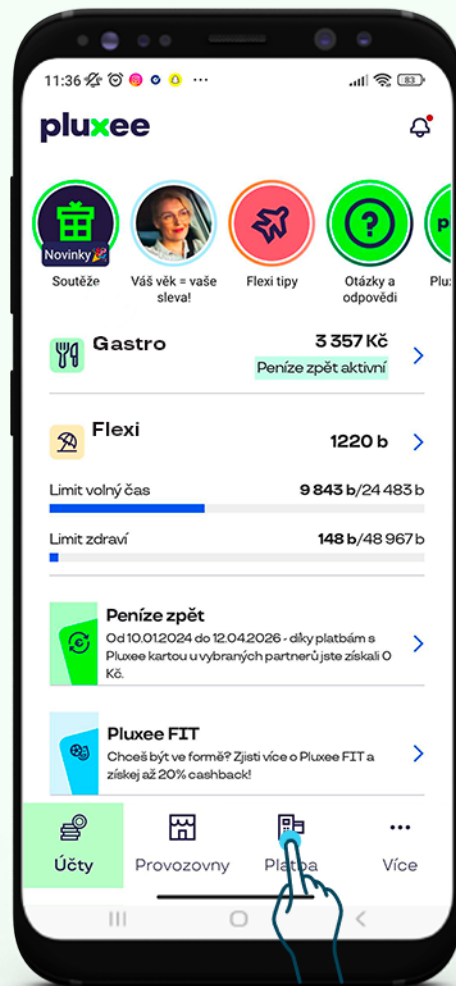 11:36
83
pluxee
Novinky
Soutěže
Váš věk = vaše
sleva!
Flexi tipy
Otázky a
odpovědi
Plu:
Gastro
3 357 Kč
Peníze zpět aktivní
Flexi
1220 b
Limit volný čas
9 843 b/24 483 b
Limit zdraví
148 b/48 967 b
Peníze zpět
Od 10.01.2024 do 12.04.2026 - díky platbám s
Pluxee kartou u vybraných partnerů jste získali 0
Kč.
Pluxee FIT
Chceš být ve formě? Zjisti více o Pluxee FIT a
získej až 20% cashback!
Účty
Provozovny
Platba
Více